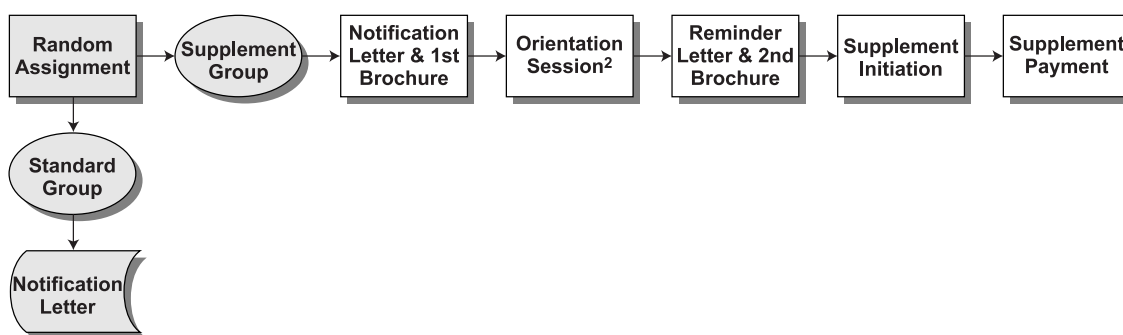 Random
Assignment
Supplement
Group
Notification
Letter & 1st
Brochure
Orientation
Session²
Reminder
Letter & 2nd
Brochure
Supplement
Initiation
Supplement
Payment
Standard
Group
Notification
Letter